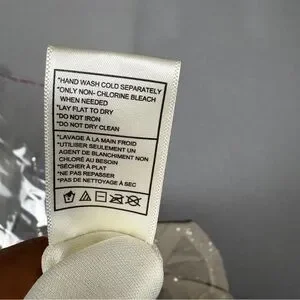 *HAND WASH COLD SEPARATELY
*ONLY NON- CHLORINE BLEACH
WHEN NEEDED
*LAY FLAT TO DRY
*DO NOT IRON
*DO NOT DRY CLEAN
*LAVAGE À LA MAIN FROID
*UTILISER SEULEMENT UN
AGENT DE BLANCHIMENT NON
CHLORÉ AU BESOIN
*SÉCHER À PLAT
*NE PAS REPASSER
*PAS DE NETTOYAGE À SEC